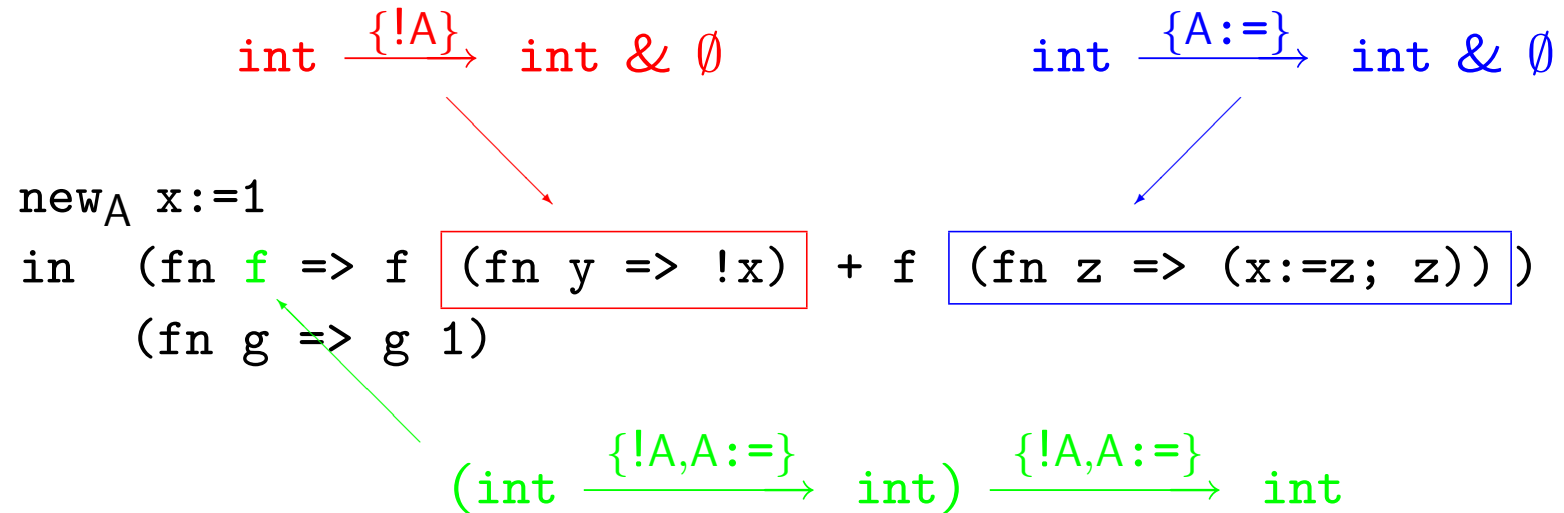 int {!A}→ int & ∅ int {A:=}→ int & ∅
new_A x:=1
in (fn f => f (fn y => !x) + f (fn z => (x:=z; z)))
(fn g => g 1)
(int {!A,A:=}→ int) {!A,A:=}→ int